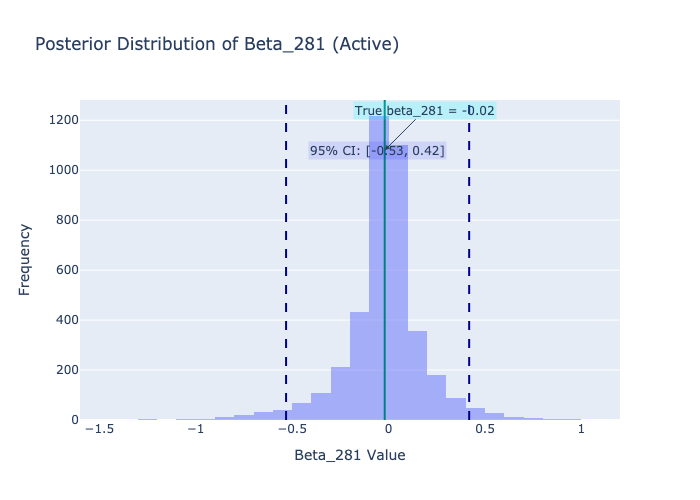 Posterior Distribution of Beta_281 (Active)
True beta_281 = -0.02
95% CI: [-0.53, 0.42]
1200
1000
800
600
400
200
0
Frequency
−1.5
−1
−0.5
0
0.5
1
Beta_281 Value